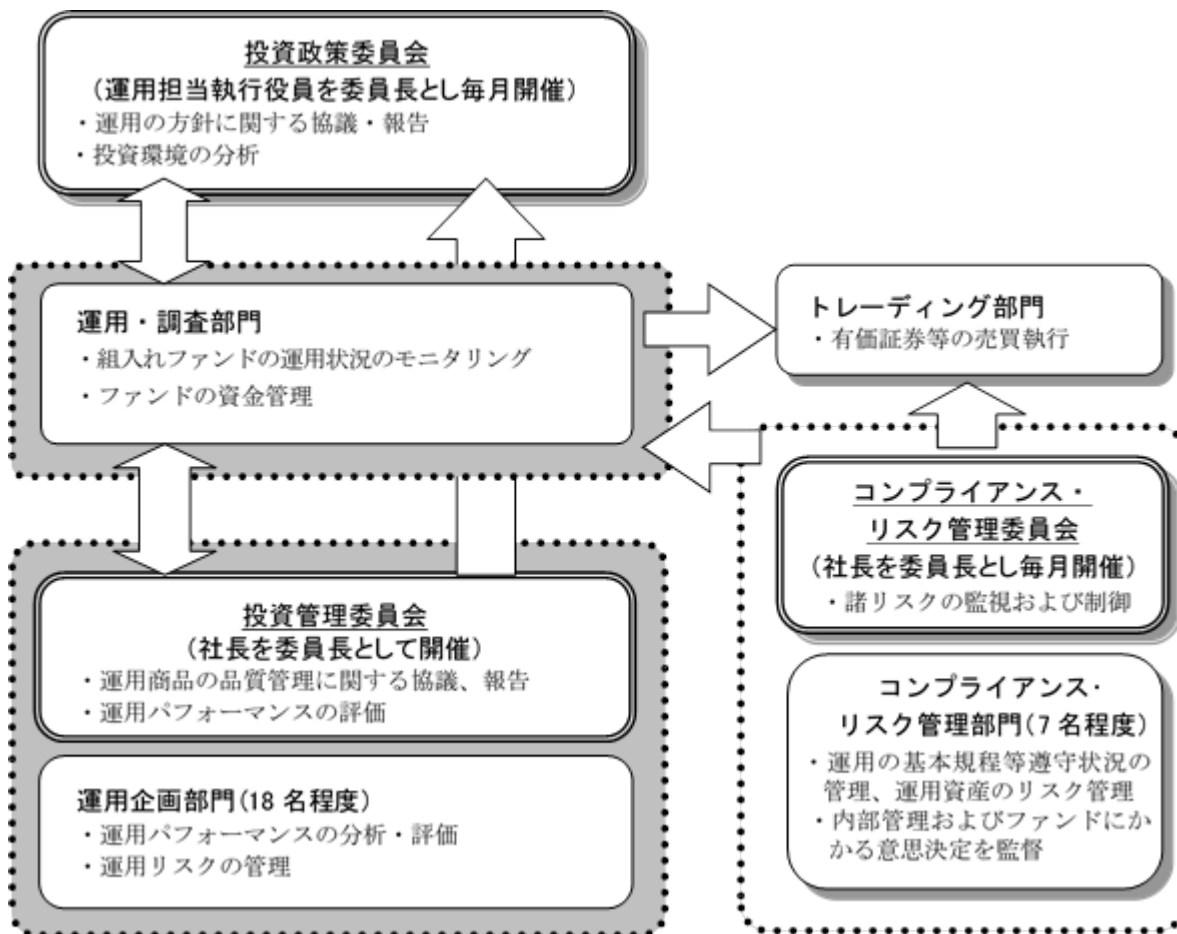 投資政策委員会
（運用担当執行役員を委員長とし毎月開催）
・運用の方針に関する協議・報告
・投資環境の分析
運用・調査部門
・組入れファンドの運用状況のモニタリング
・ファンドの資金管理
トレーディング部門
・有価証券等の売買執行
投資管理委員会
（社長を委員長として開催）
・運用商品の品質管理に関する協議、報告
・運用パフォーマンスの評価
運用企画部門（18 名程度）
・運用パフォーマンスの分析・評価
・運用リスクの管理
コンプライアンス・
リスク管理委員会
（社長を委員長とし毎月開催）
・諸リスクの監視および制御
コンプライアンス・
リスク管理部門（7 名程度）
・運用の基本規程等遵守状況の
管理、運用資産のリスク管理
・内部管理およびファンドにか
かる意思決定を監督